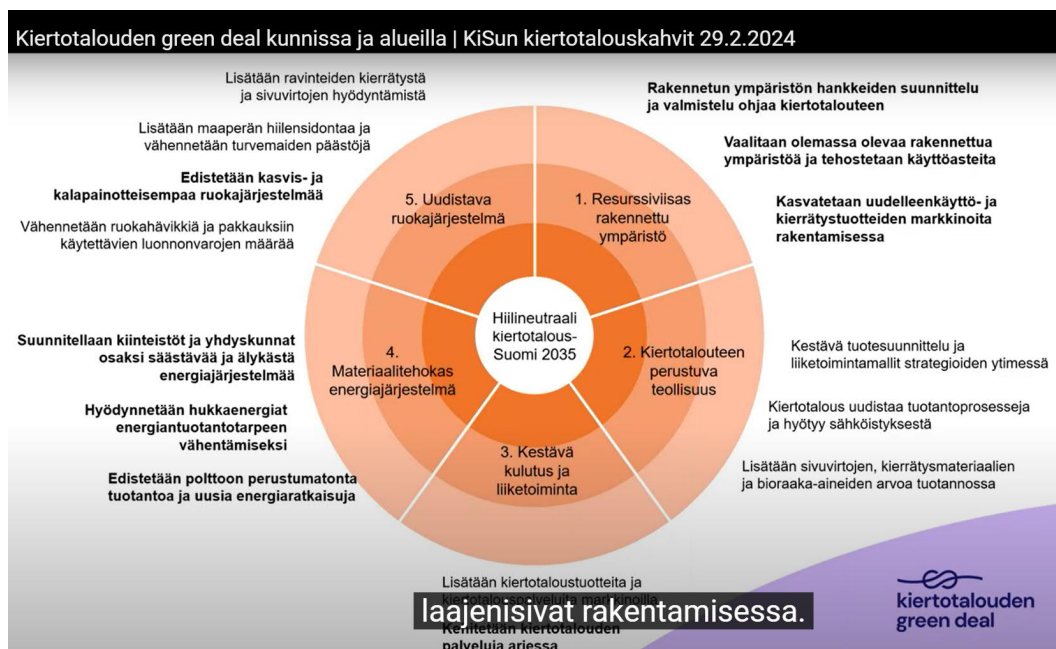 Kiertotalouden green deal kunnissa ja alueilla | KiSun kiertotalouskahvit 29.2.2024
Lisätään ravinteiden kierrätystä
ja sivuvirtojen hyödyntämistä
Lisätään maaperän hiilensidontaa ja
vähennetään turvemaiden päästöjä
Edistetään kasvis- ja
kalapainotteisempaa ruokajärjestelmää
Vähennetään ruokahävikkiä ja pakkauksiin
käytettävien luonnonvarojen määrää
Rakennetun ympäristön hankkeiden suunnittelu
ja valmistelu ohjaa kiertotalouteen
Vaalitaan olemassa olevaa rakennettua
ympäristöä ja tehostetaan käyttöasteita
Kasvatetaan uudelleenkäyttö- ja
kierrätystuotteiden markkinoita
rakentamisessa
5. Uudistava
ruokajärjestelmä
1. Resurssiviisas
rakennettu
ympäristö
Hiilineutraali
kiertotalous-
Suomi 2035
4.
Materiaalitehokas
energiajärjestelmä
2. Kiertotalouteen
perustuva
teollisuus
3. Kestävä
kulutus ja
liiketoiminta
Suunnitellaan kiinteistöt ja yhdyskunnat
osaksi säästävää ja älykästä
energiajärjestelmää
Hyödynnetään hukkaenergiat
energiantuotantotarpeen
vähentämiseksi
Edistetään polttoon perustumatonta
tuotantoa ja uusia energiaratkaisuja
Kestävä tuotesuunnittelu ja
liiketoimintamallit strategioiden ytimessä
Kiertotalous uudistaa tuotantoprosesseja
ja hyötyy sähköistyksestä
Lisätään sivuvirtojen, kierrätysmateriaalien
ja bioraaka-aineiden arvoa tuotannossa
Lisätään kiertotaloustuotteita ja
kiertotalouspalveluita markkinoilla
laajenisivat rakentamisessa.
Kehitetään kiertotalouden
palveluja arjessa
kiertotalouden
green deal